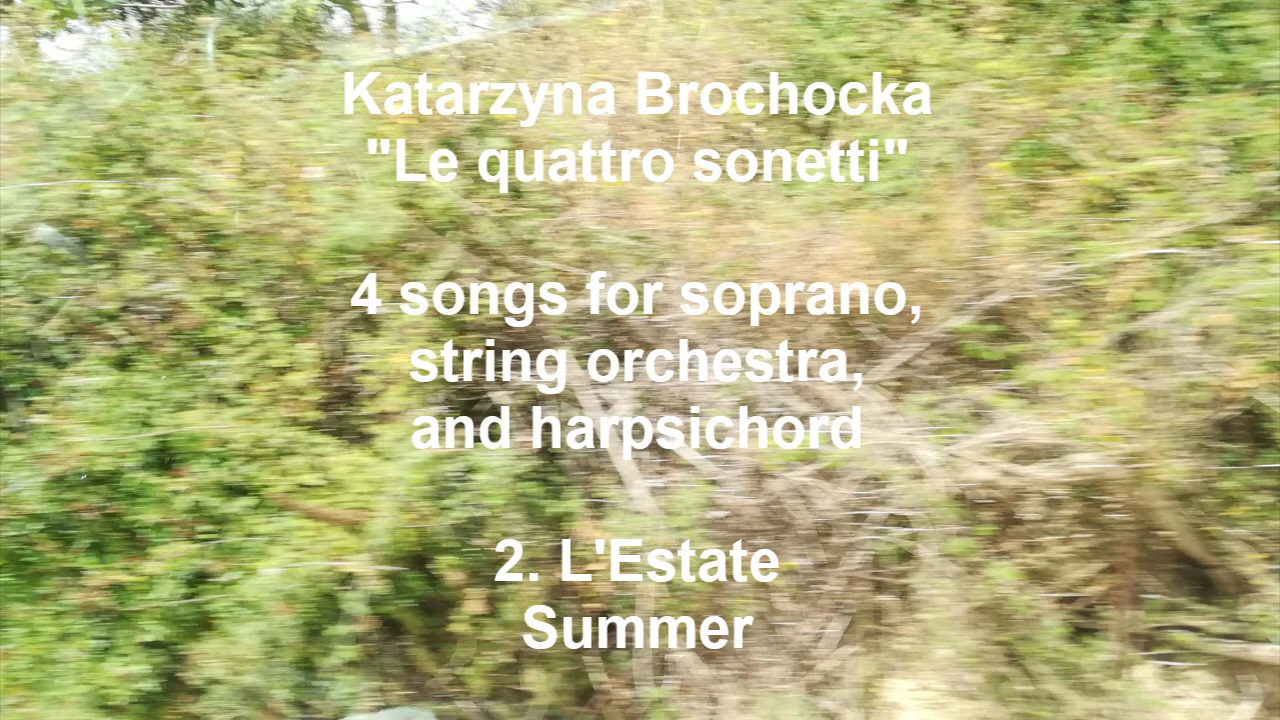 Katarzyna Brochocka
"Le quattro sonetti"
4 songs for soprano,
string orchestra,
and harpsichord
2. L'Estate
Summer